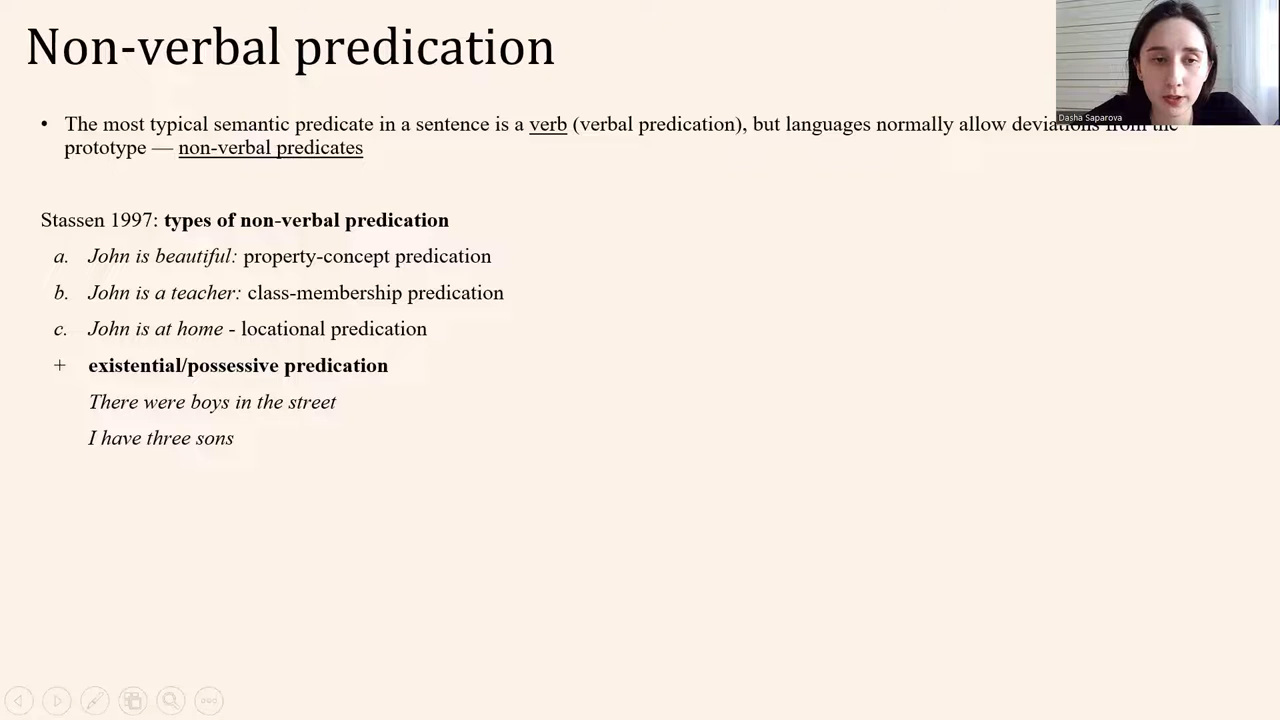 Non-verbal predication
• The most typical semantic predicate in a sentence is a verb (verbal predication), but languages normally allow deviations from the
prototype — non-verbal predicates
Stassen 1997: types of non-verbal predication
a. John is beautiful: property-concept predication
b. John is a teacher: class-membership predication
c. John is at home - locational predication
+ existential/possessive predication
There were boys in the street
I have three sons
Dasha Saparova